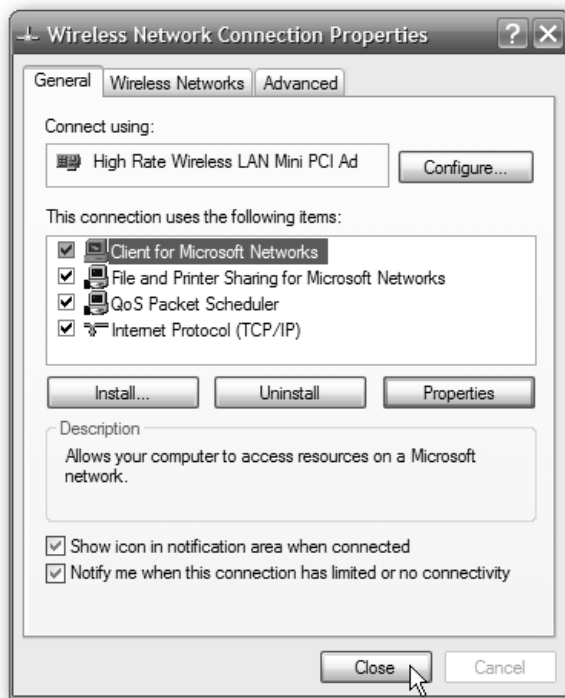 Wireless Network Connection Properties
General Wireless Networks Advanced
Connect using:
High Rate Wireless LAN Mini PCI Ad
Configure...
This connection uses the following items:
Client for Microsoft Networks
File and Printer Sharing for Microsoft Networks
QoS Packet Scheduler
Internet Protocol (TCP/IP)
Install... Uninstall Properties
Description
Allows your computer to access resources on a Microsoft
network.
Show icon in notification area when connected
Notify me when this connection has limited or no connectivity
Close Cancel